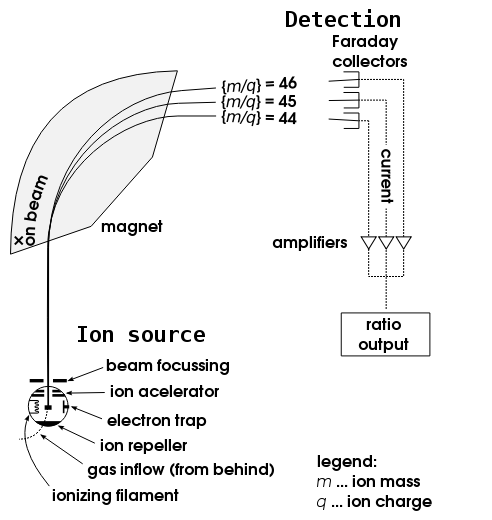 Detection
Faraday
collectors
{m/q} = 46
{m/q} = 45
{m/q} = 44
current
× on beam
magnet
amplifiers
ratio
output
Ion source
beam focussing
ion acelerator
electron trap
ion repeller
gas inflow (from behind)
ionizing filament
legend:
m ... ion mass
q ... ion charge